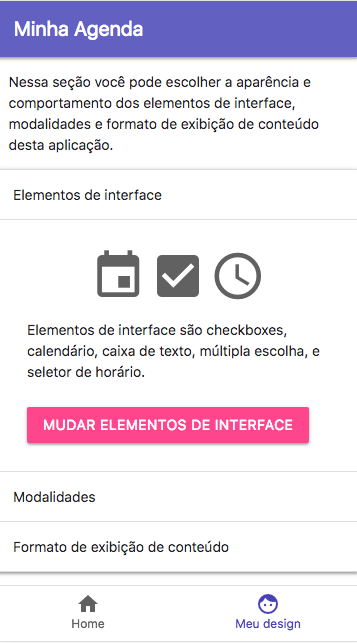 Minha Agenda
Nessa seção você pode escolher a aparência e
comportamento dos elementos de interface,
modalidades e formato de exibição de conteúdo
desta aplicação.
Elementos de interface
Elementos de interface são checkboxes,
calendário, caixa de texto, múltipla escolha, e
seletor de horário.
MUDAR ELEMENTOS DE INTERFACE
Modalidades
Formato de exibição de conteúdo
Home
Meu design